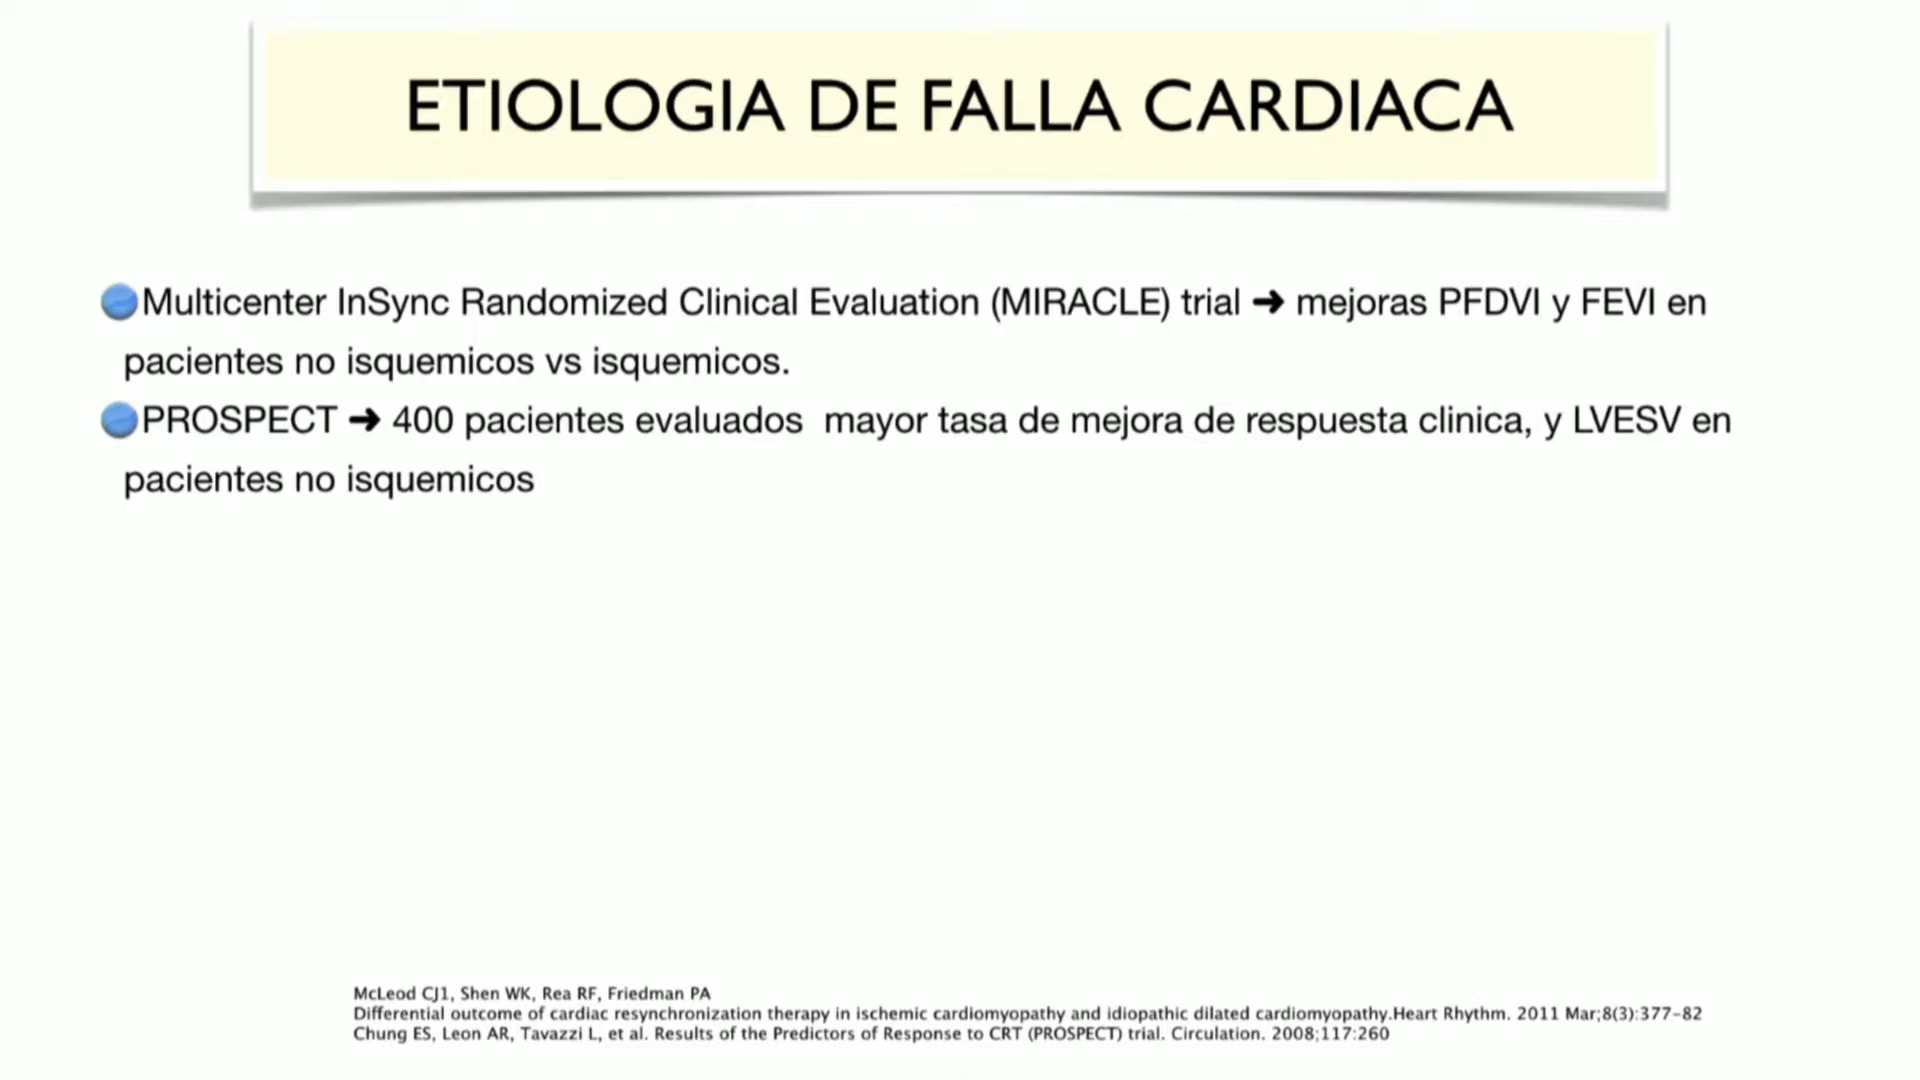 ETIOLOGIA DE FALLA CARDIACA
Multicenter InSync Randomized Clinical Evaluation (MIRACLE) trial ➜ mejoras PFDVI y FEVI en
pacientes no isquemicos vs isquemicos.
PROSPECT ➜ 400 pacientes evaluados  mayor tasa de mejora de respuesta clinica, y LVESV en
pacientes no isquemicos
McLeod CJ1, Shen WK, Rea RF, Friedman PA
Differential outcome of cardiac resynchronization therapy in ischemic cardiomyopathy and idiopathic dilated cardiomyopathy.Heart Rhythm. 2011 Mar;8(3):377-82
Chung ES, Leon AR, Tavazzi L, et al. Results of the Predictors of Response to CRT (PROSPECT) trial. Circulation. 2008;117:260